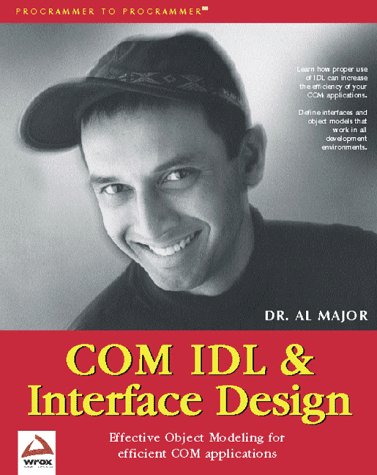 PROGRAMMER TO PROGRAMMER™
Learn how proper use
of IDL can increase
the efficiency of your
COM applications.
Define interfaces and
object models that
work in all
development
environments.
DR. AL MAJOR
COM IDL &
Interface Design
Effective Object Modeling for
efficient COM applications
wrox